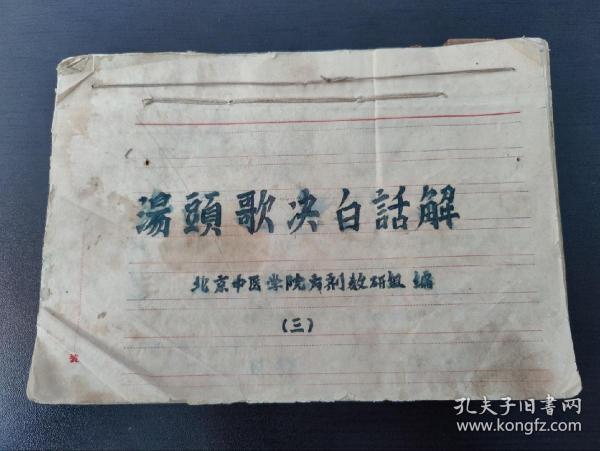 湯頭歌决白話解
北京中医学院方剂教研组 编
(三)
孔夫子旧书网
www.kongfz.com